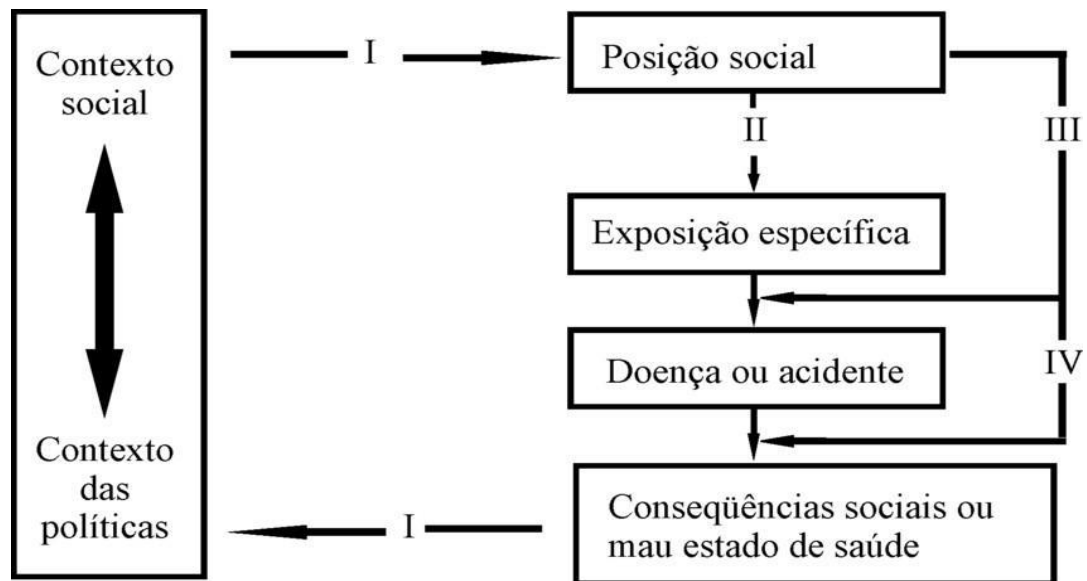 Contexto
social
Contexto
das
políticas
I
Posição social
II
III
Exposição específica
Doença ou acidente
IV
Conseqüências sociais ou
mau estado de saúde
I